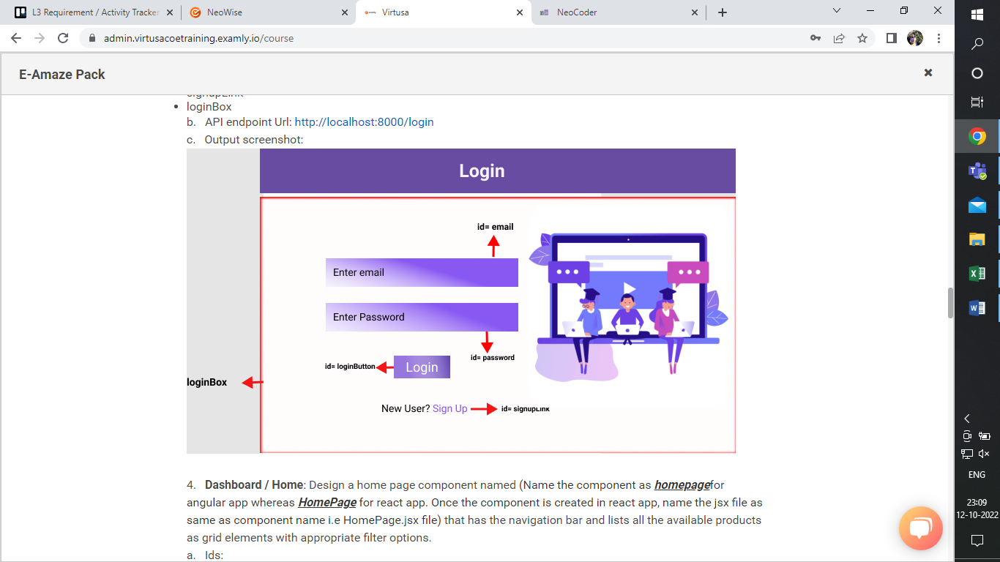 L3 Requirement / Activity Tracker
NeoWise
Virtusa
NeoCoder
admin.virtusacoetraining.examly.io/course
E-Amaze Pack
signupLink
loginBox
b. API endpoint Url: http://localhost:8000/login
c. Output screenshot:
Login
id= email
Enter email
Enter Password
id= password
id= loginButton
Login
loginBox
New User? Sign Up
id= signupLink
4. Dashboard / Home: Design a home page component named (Name the component as homepagefor
angular app whereas HomePage for react app. Once the component is created in react app, name the jsx file as
same as component name i.e HomePage.jsx file) that has the navigation bar and lists all the available products
as grid elements with appropriate filter options.
a. Ids:
ENG
23:09
12-10-2022